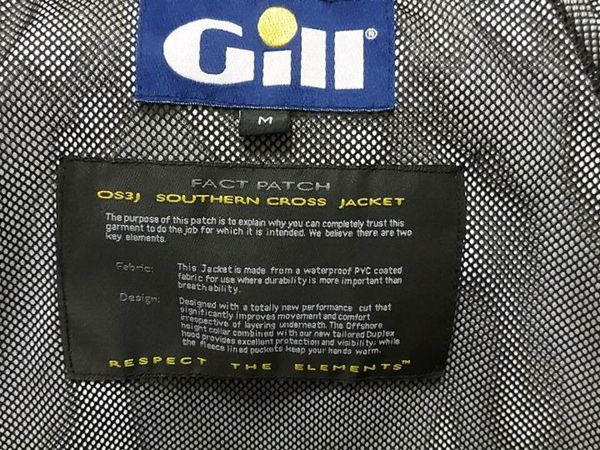 Gill®
M
FACT PATCH
OS3J SOUTHERN CROSS JACKET
The purpose of this patch is to explain why you can completely trust this
garment to do the job for which it is intended. We believe there are two
key elements.
Fabric: This Jacket is made from a waterproof PVC coated
fabric for use where durability is more important than
breathability.
Design: Designed with a totally new performance cut that
significantly improves movement and comfort
irrespective of layering underneath. The Offshore
height collar combined with our new tailored Duplex
hood provides excellent protection and visibility; while
the fleece lined pockets keep your hands warm.
RESPECT THE ELEMENTS™